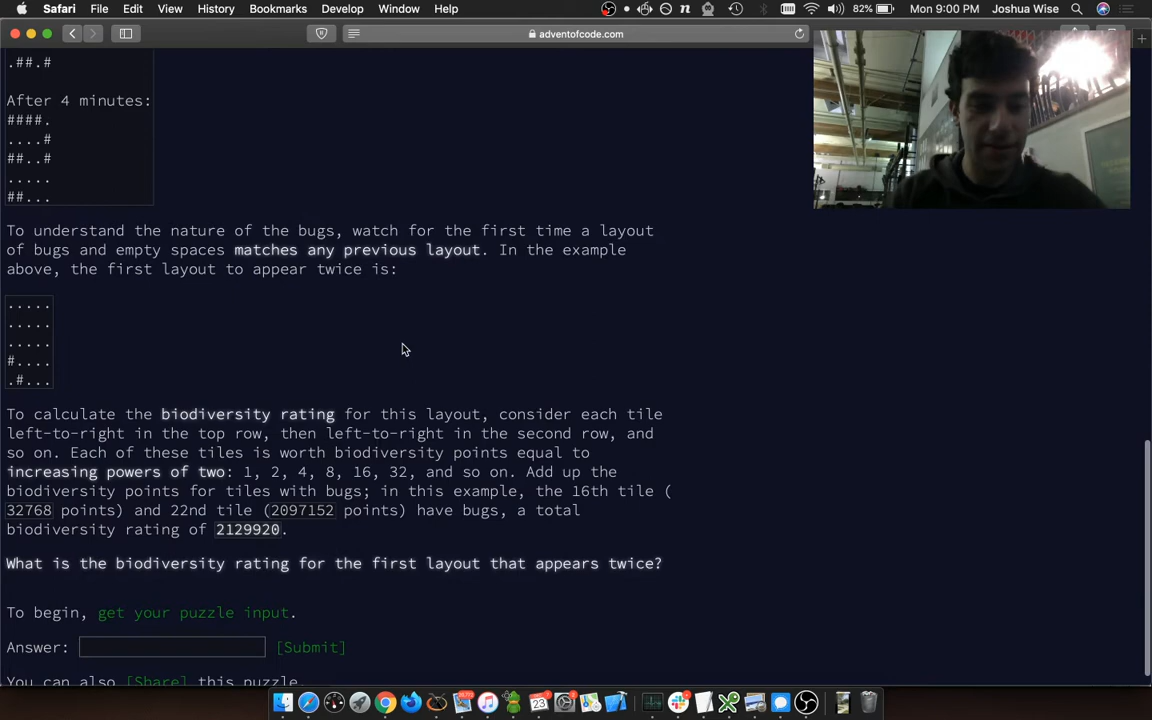 Safari File Edit View History Bookmarks Develop Window Help 82% Mon 9:00 PM Joshua Wise
adventofcode.com
.##.#
After 4 minutes:
####.
....#
##..#
.....
##...
To understand the nature of the bugs, watch for the first time a layout
of bugs and empty spaces matches any previous layout. In the example
above, the first layout to appear twice is:
.....
.....
.....
#....
.#...
To calculate the biodiversity rating for this layout, consider each tile
left-to-right in the top row, then left-to-right in the second row, and
so on. Each of these tiles is worth biodiversity points equal to
increasing powers of two: 1, 2, 4, 8, 16, 32, and so on. Add up the
biodiversity points for tiles with bugs; in this example, the 16th tile (
32768 points) and 22nd tile (2097152 points) have bugs, a total
biodiversity rating of 2129920.
What is the biodiversity rating for the first layout that appears twice?
To begin, get your puzzle input.
Answer: [Submit]
You can also [Share] this puzzle.